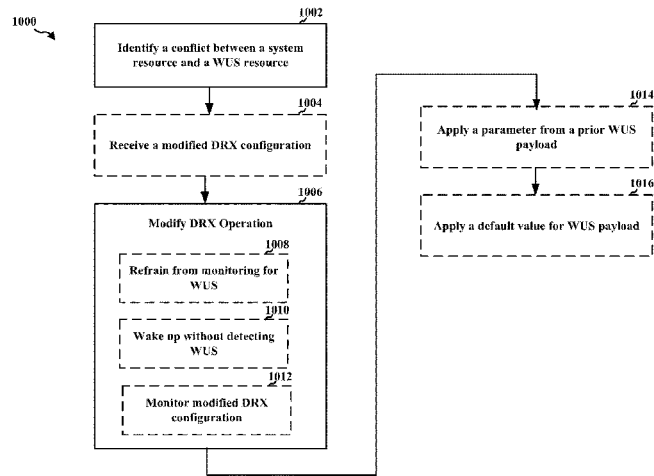 1000
1002
Identify a conflict between a system
resource and a WUS resource
1004
Receive a modified DRX configuration
1006
Modify DRX Operation
1008
Refrain from monitoring for
WUS
1010
Wake up without detecting
WUS
1012
Monitor modified DRX
configuration
1014
Apply a parameter from a prior WUS
payload
1016
Apply a default value for WUS payload